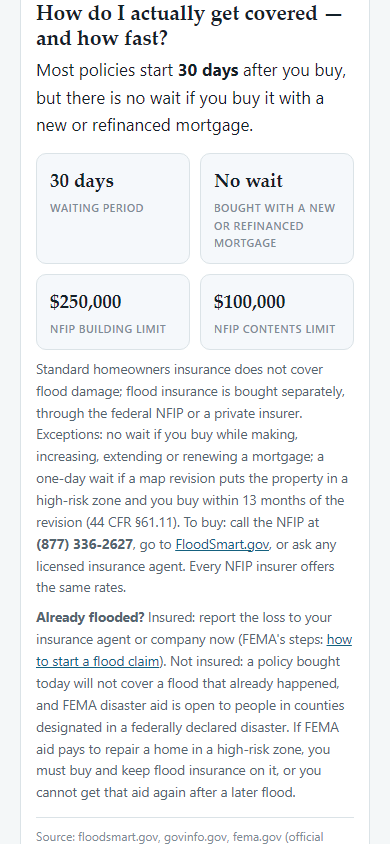 How do I actually get covered —
and how fast?
Most policies start 30 days after you buy,
but there is no wait if you buy it with a
new or refinanced mortgage.
30 days
WAITING PERIOD
No wait
BOUGHT WITH A NEW
OR REFINANCED
MORTGAGE
$250,000
NFIP BUILDING LIMIT
$100,000
NFIP CONTENTS LIMIT
Standard homeowners insurance does not cover
flood damage; flood insurance is bought separately,
through the federal NFIP or a private insurer.
Exceptions: no wait if you buy while making,
increasing, extending or renewing a mortgage; a
one-day wait if a map revision puts the property in a
high-risk zone and you buy within 13 months of the
revision (44 CFR §61.11). To buy: call the NFIP at
(877) 336-2627, go to FloodSmart.gov, or ask any
licensed insurance agent. Every NFIP insurer offers
the same rates.
Already flooded? Insured: report the loss to your
insurance agent or company now (FEMA's steps: how
to start a flood claim). Not insured: a policy bought
today will not cover a flood that already happened,
and FEMA disaster aid is open to people in counties
designated in a federally declared disaster. If FEMA
aid pays to repair a home in a high-risk zone, you
must buy and keep flood insurance on it, or you
cannot get that aid again after a later flood.
Source: floodsmart.gov, govinfo.gov, fema.gov (official